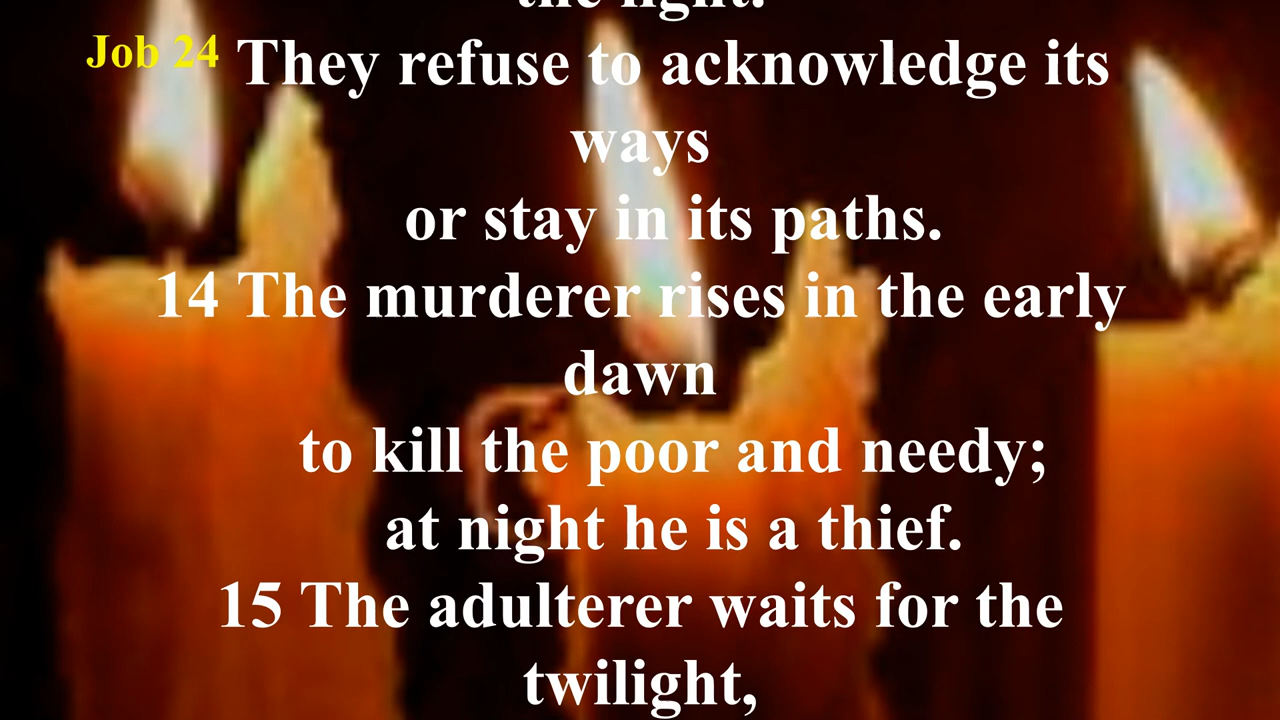 the light.
Job 24
They refuse to acknowledge its
ways
or stay in its paths.
14 The murderer rises in the early
dawn
to kill the poor and needy;
at night he is a thief.
15 The adulterer waits for the
twilight,